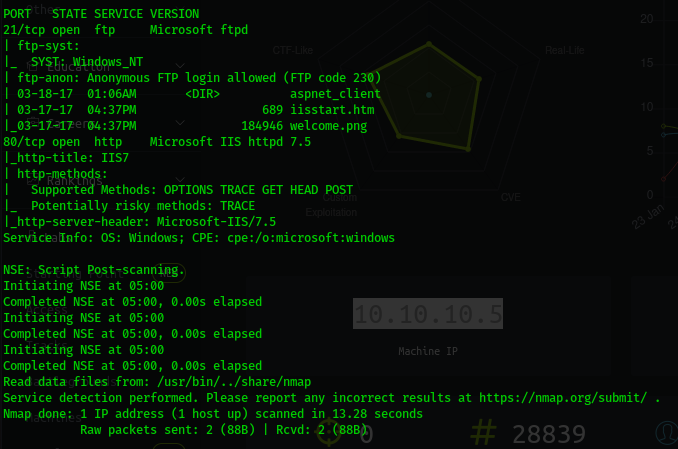 PORT   STATE SERVICE VERSION
21/tcp open  ftp     Microsoft ftpd
| ftp-syst:
|_  SYST: Windows_NT
| ftp-anon: Anonymous FTP login allowed (FTP code 230)
| 03-18-17  01:06AM       <DIR>          aspnet_client
| 03-17-17  04:37PM                  689 iisstart.htm
|_03-17-17  04:37PM               184946 welcome.png
80/tcp open  http    Microsoft IIS httpd 7.5
|_http-title: IIS7
| http-methods:
|   Supported Methods: OPTIONS TRACE GET HEAD POST
|_  Potentially risky methods: TRACE
|_http-server-header: Microsoft-IIS/7.5
Service Info: OS: Windows; CPE: cpe:/o:microsoft:windows
NSE: Script Post-scanning.
Initiating NSE at 05:00
Completed NSE at 05:00, 0.00s elapsed
Initiating NSE at 05:00
Completed NSE at 05:00, 0.00s elapsed
Initiating NSE at 05:00
Completed NSE at 05:00, 0.00s elapsed
Read data files from: /usr/bin/../share/nmap
Service detection performed. Please report any incorrect results at https://nmap.org/submit/ .
Nmap done: 1 IP address (1 host up) scanned in 13.28 seconds
Raw packets sent: 2 (88B) | Rcvd: 2 (88B)
CTF-Like
Real-Life
Custom
Exploitation
CVE
20
15
10
5
0
23 Jan
24
Education
Rankings
10.10.10.5
Machine IP
0
28839